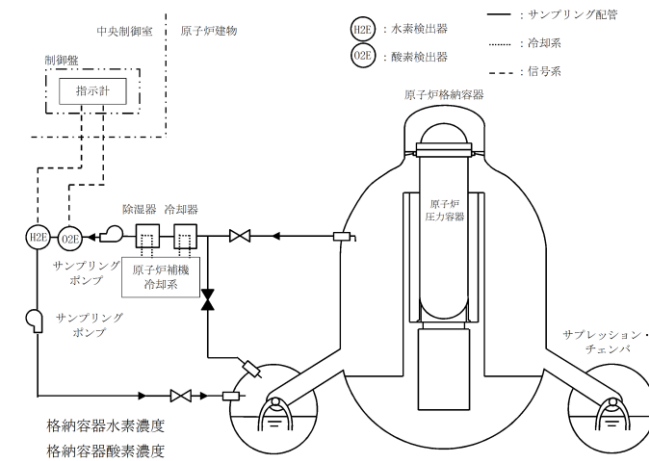 中央制御室
原子炉建物
制御盤
指示計
H2E：水素検出器
O2E：酸素検出器
：サンプリング配管
：冷却系
：信号系
原子炉格納容器
原子炉
圧力容器
除湿器
冷却器
H2E
O2E
サンプリング
ポンプ
原子炉補機
冷却系
サンプリング
ポンプ
サプレッション・
チェンバ
格納容器水素濃度
格納容器酸素濃度